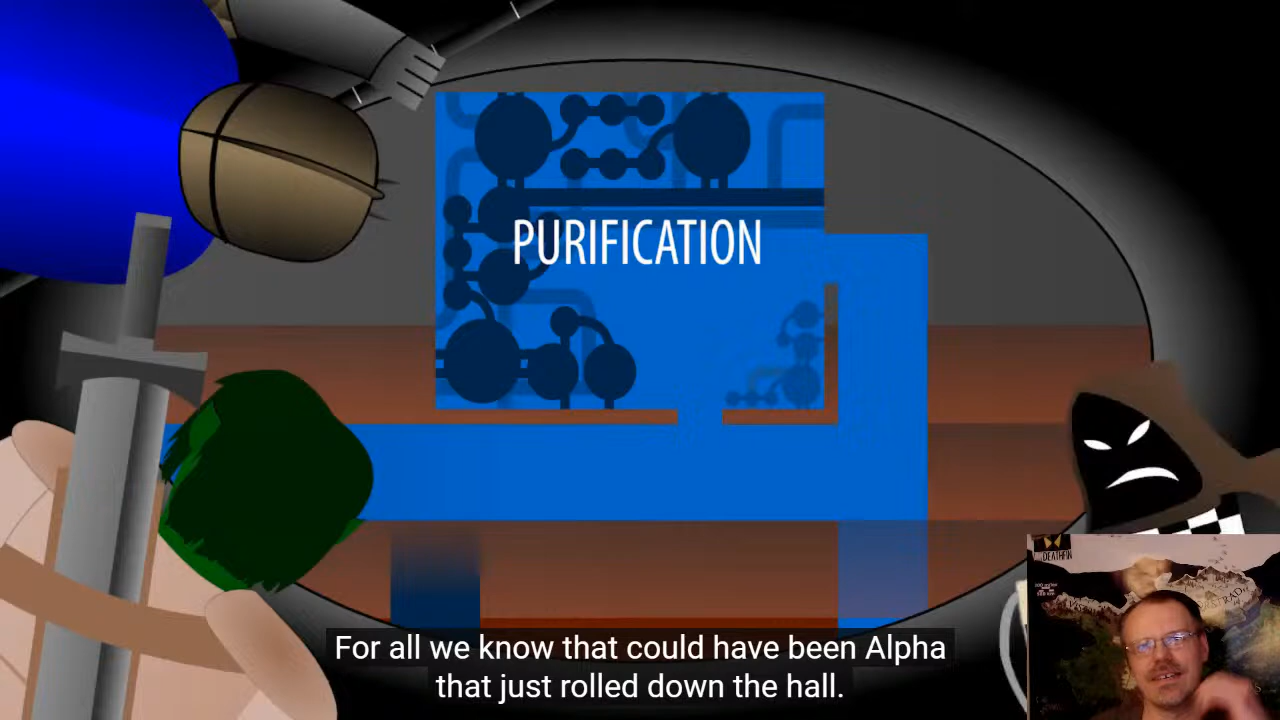 PURIFICATION
DEATHFIN
For all we know that could have been Alpha
that just rolled down the hall.